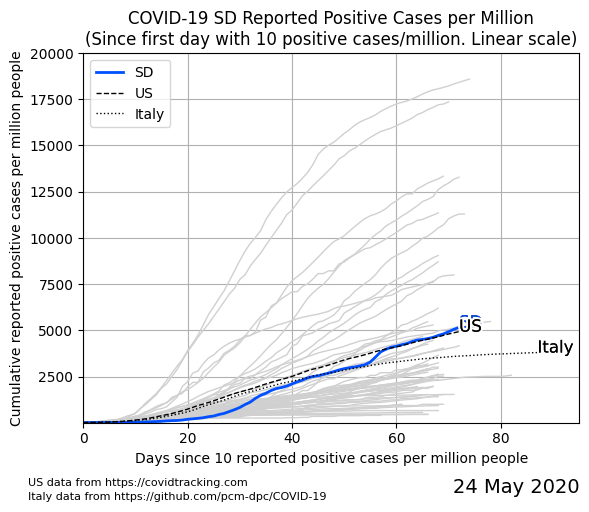 COVID-19 SD Reported Positive Cases per Million
(Since first day with 10 positive cases/million. Linear scale)
Cumulative reported positive cases per million people
20000
17500
15000
12500
10000
7500
5000
2500
SD
US
Italy
SD
US
Italy
0
20
40
60
80
Days since 10 reported positive cases per million people
US data from https://covidtracking.com
Italy data from https://github.com/pcm-dpc/COVID-19
24 May 2020